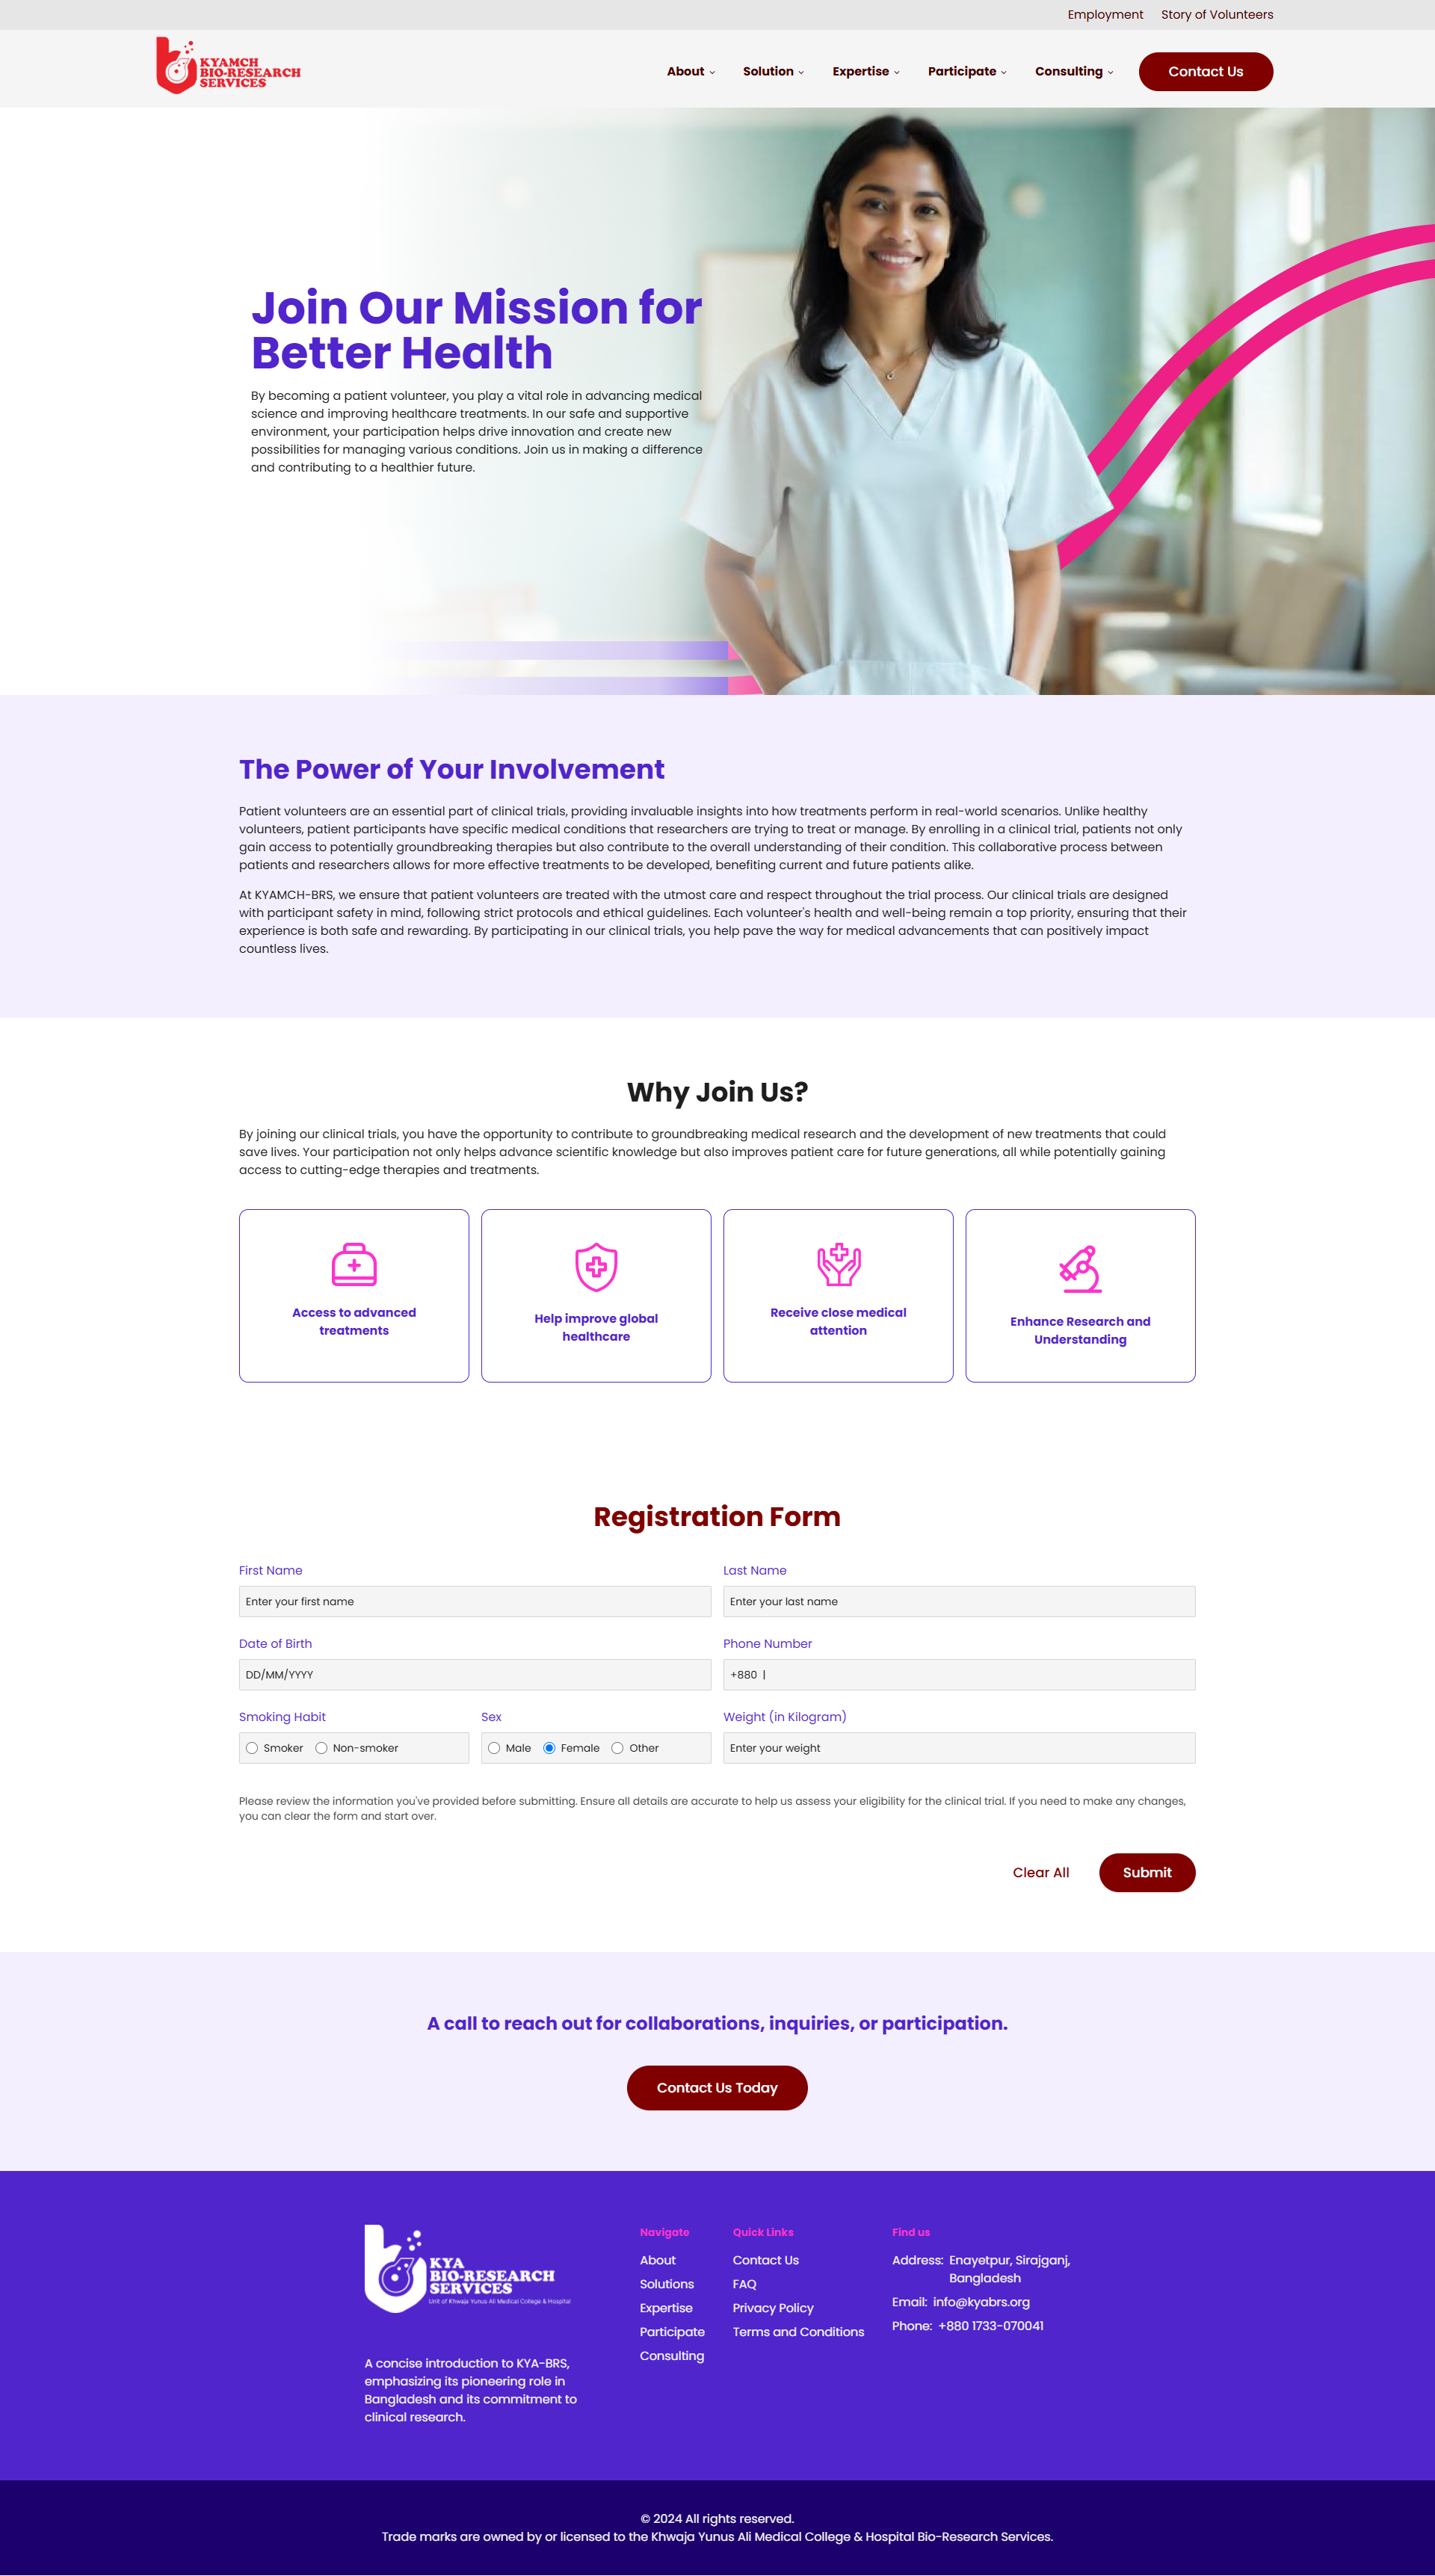 Employment
Story of Volunteers
KYAMCH
BIO-RESEARCH
SERVICES
About
Solution
Expertise
Participate
Consulting
Contact Us
Join Our Mission for
Better Health
By becoming a patient volunteer, you play a vital role in advancing medical
science and improving healthcare treatments. In our safe and supportive
environment, your participation helps drive innovation and create new
possibilities for managing various conditions. Join us in making a difference
and contributing to a healthier future.
The Power of Your Involvement
Patient volunteers are an essential part of clinical trials, providing invaluable insights into how treatments perform in real-world scenarios. Unlike healthy
volunteers, patient participants have specific medical conditions that researchers are trying to treat or manage. By enrolling in a clinical trial, patients not only
gain access to potentially groundbreaking therapies but also contribute to the overall understanding of their condition. This collaborative process between
patients and researchers allows for more effective treatments to be developed, benefiting current and future patients alike.
At KYAMCH-BRS, we ensure that patient volunteers are treated with the utmost care and respect throughout the trial process. Our clinical trials are designed
with participant safety in mind, following strict protocols and ethical guidelines. Each volunteer's health and well-being remain a top priority, ensuring that their
experience is both safe and rewarding. By participating in our clinical trials, you help pave the way for medical advancements that can positively impact
countless lives.
Why Join Us?
By joining our clinical trials, you have the opportunity to contribute to groundbreaking medical research and the development of new treatments that could
save lives. Your participation not only helps advance scientific knowledge but also improves patient care for future generations, all while potentially gaining
access to cutting-edge therapies and treatments.
Access to advanced
treatments
Help improve global
healthcare
Receive close medical
attention
Enhance Research and
Understanding
Registration Form
First Name
Last Name
Enter your first name
Enter your last name
Date of Birth
Phone Number
DD/MM/YYYY
+880 |
Smoking Habit
Sex
Weight (in Kilogram)
Smoker
Non-smoker
Male
Female
Other
Enter your weight
Please review the information you've provided before submitting. Ensure all details are accurate to help us assess your eligibility for the clinical trial. If you need to make any changes,
you can clear the form and start over.
Clear All
Submit
A call to reach out for collaborations, inquiries, or participation.
Contact Us Today
KYA
BIO-RESEARCH
SERVICES
Unit of Khwaja Yunus Ali Medical College & Hospital
A concise introduction to KYA-BRS,
emphasizing its pioneering role in
Bangladesh and its commitment to
clinical research.
Navigate
About
Solutions
Expertise
Participate
Consulting
Quick Links
Contact Us
FAQ
Privacy Policy
Terms and Conditions
Find us
Address: Enayetpur, Sirajganj,
Bangladesh
Email: info@kyabrs.org
Phone: +880 1733-070041
© 2024 All rights reserved.
Trade marks are owned by or licensed to the Khwaja Yunus Ali Medical College & Hospital Bio-Research Services.